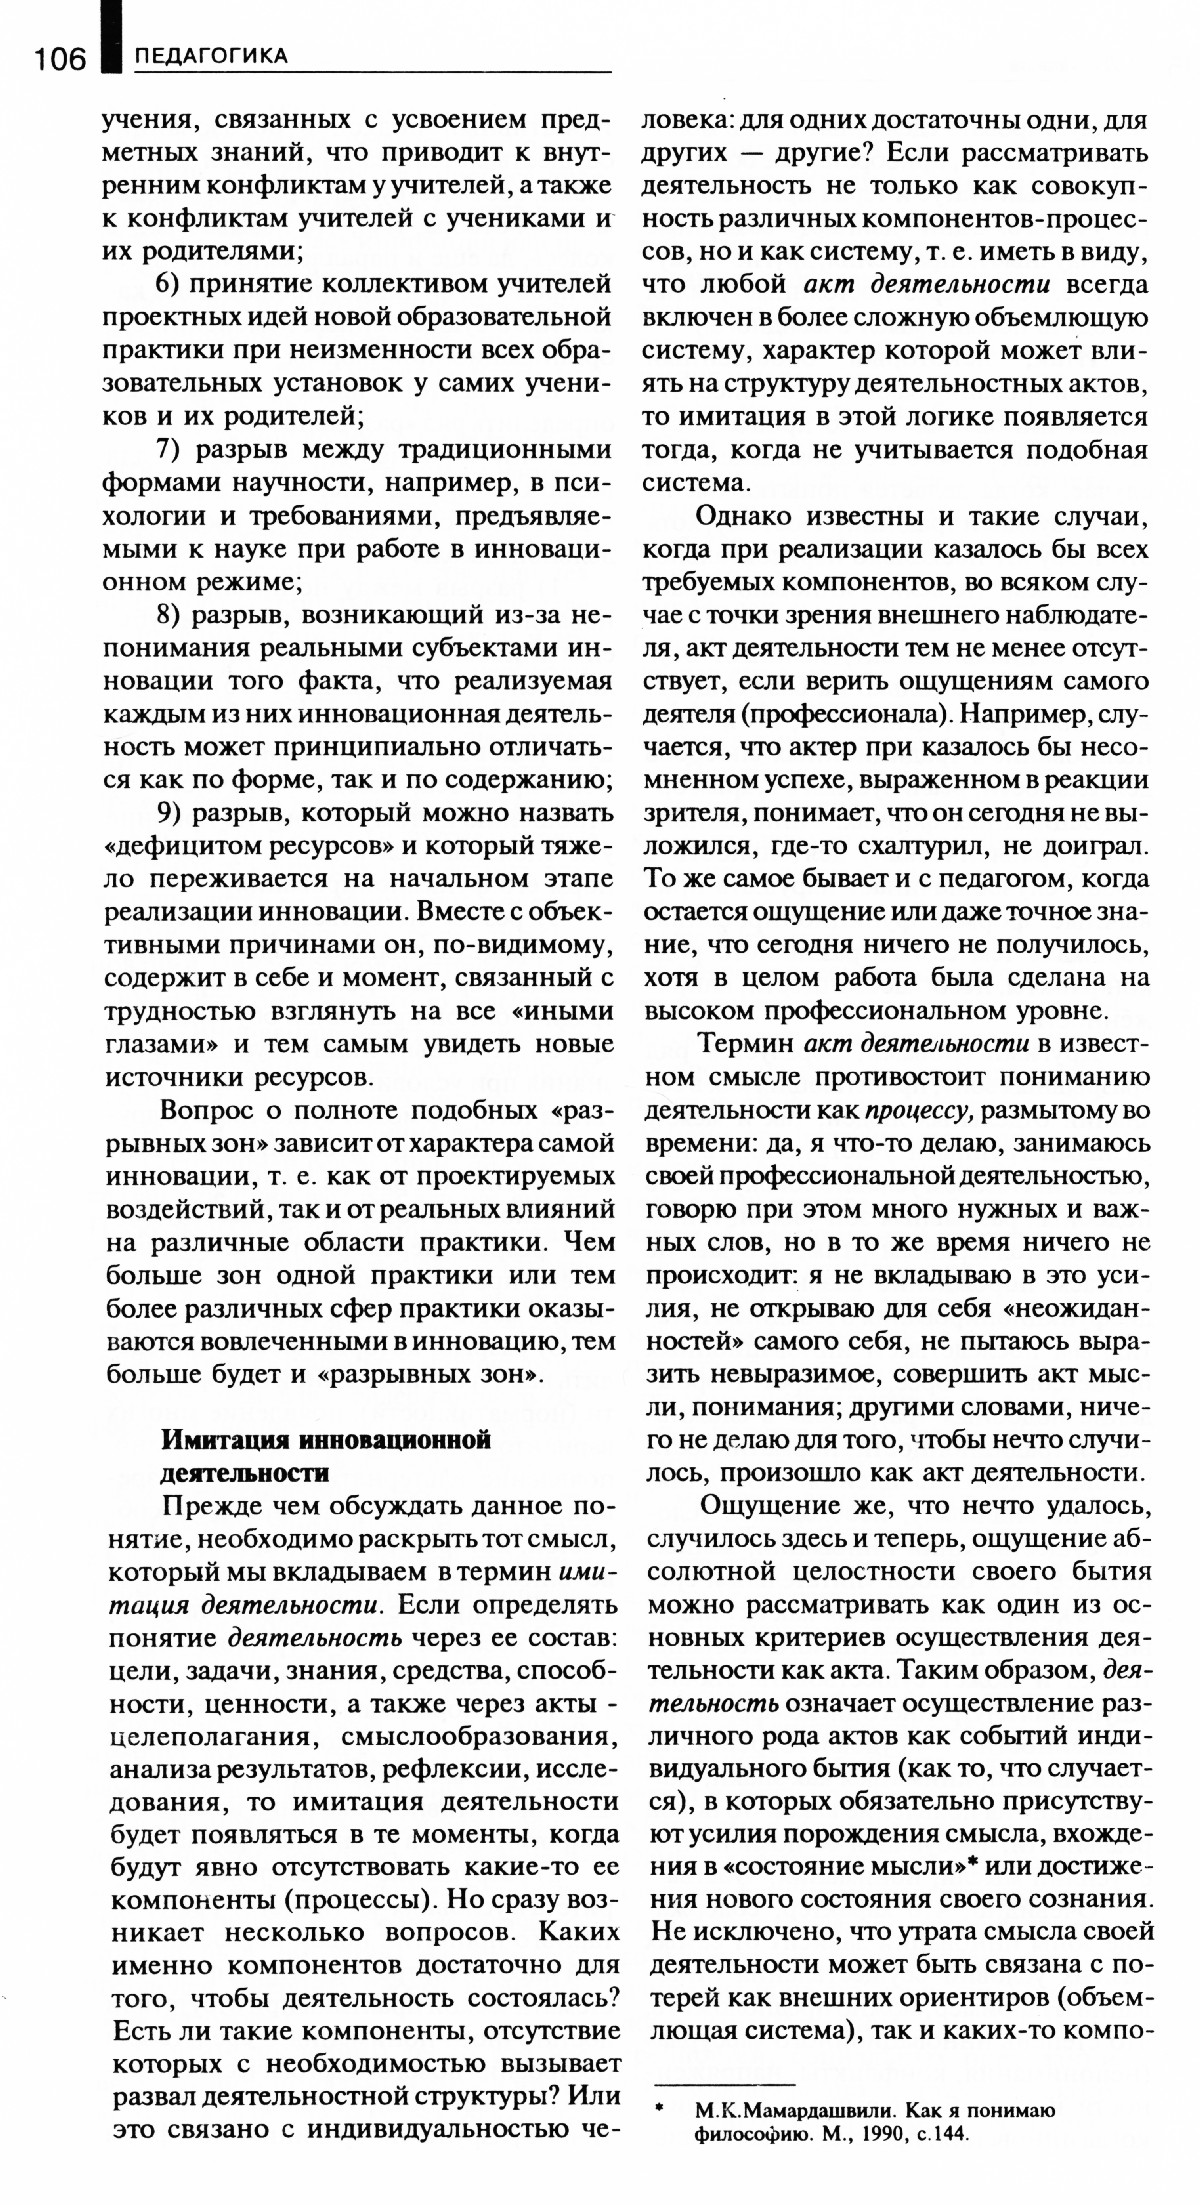 106
ПЕДАГОГИКА
учения, связанных с усвоением пред-
метных знаний, что приводит к внут-
ренним конфликтам у учителей, а также
к конфликтам учителей с учениками и
их родителями;
6) принятие коллективом учителей
проектных идей новой образовательной
практики при неизменности всех обра-
зовательных установок у самих учени-
ков и их родителей;
7) разрыв между традиционными
формами научности, например, в пси-
хологии и требованиями, предъявляе-
мыми к науке при работе в инноваци-
онном режиме;
8) разрыв, возникающий из-за не-
понимания реальными субъектами ин-
новации того факта, что реализуемая
каждым из них инновационная деятель-
ность может принципиально отличать-
ся как по форме, так и по содержанию;
9) разрыв, который можно назвать
«дефицитом ресурсов» и который тяже-
ло переживается на начальном этапе
реализации инновации. Вместе с объек-
тивными причинами он, по-видимому,
содержит в себе и момент, связанный с
трудностью взглянуть на все «иными
глазами» и тем самым увидеть новые
источники ресурсов.
Вопрос о полноте подобных «раз-
рывных зон» зависит от характера самой
инновации, т. е. как от проектируемых
воздействий, так и от реальных влияний
на различные области практики. Чем
больше зон одной практики или тем
более различных сфер практики оказы-
ваются вовлеченными в инновацию, тем
больше будет и «разрывных зон».
Имитация инновационной
деятельности
Прежде чем обсуждать данное по-
нятие, необходимо раскрыть тот смысл,
который мы вкладываем в термин ими-
тация деятельности. Если определять
понятие деятельность через ее состав:
цели, задачи, знания, средства, способ-
ности, ценности, а также через акты -
целеполагания, смыслообразования,
анализа результатов, рефлексии, иссле-
дования, то имитация деятельности
будет появляться в те моменты, когда
будут явно отсутствовать какие-то ее
компоненты (процессы). Но сразу воз-
никает несколько вопросов. Каких
именно компонентов достаточно для
того, чтобы деятельность состоялась?
Есть ли такие компоненты, отсутствие
которых с необходимостью вызывает
развал деятельностной структуры? Или
это связано с индивидуальностью че-
ловека: для одних достаточны одни, для
других — другие? Если рассматривать
деятельность не только как совокуп-
ность различных компонентов-процес-
сов, но и как систему, т. е. иметь в виду,
что любой акт деятельности всегда
включен в более сложную объемлющую
систему, характер которой может вли-
ять на структуру деятельностных актов,
то имитация в этой логике появляется
тогда, когда не учитывается подобная
система.
Однако известны и такие случаи,
когда при реализации казалось бы всех
требуемых компонентов, во всяком слу-
чае с точки зрения внешнего наблюдате-
ля, акт деятельности тем не менее отсут-
ствует, если верить ощущениям самого
деятеля (профессионала). Например, слу-
чается, что актер при казалось бы несо-
мненном успехе, выраженном в реакции
зрителя, понимает, что он сегодня не вы-
ложился, где-то схалтурил, не доиграл.
То же самое бывает и с педагогом, когда
остается ощущение или даже точное зна-
ние, что сегодня ничего не получилось,
хотя в целом работа была сделана на
высоком профессиональном уровне.
Термин акт деятельности в извест-
ном смысле противостоит пониманию
деятельности как процессу, размытому во
времени: да, я что-то делаю, занимаюсь
своей профессиональной деятельностью,
говорю при этом много нужных и важ-
ных слов, но в то же время ничего не
происходит: я не вкладываю в это уси-
лия, не открываю для себя «неожидан-
ностей» самого себя, не пытаюсь выра-
зить невыразимое, совершить акт мыс-
ли, понимания; другими словами, ниче-
го не делаю для того, чтобы нечто случи-
лось, произошло как акт деятельности.
Ощущение же, что нечто удалось,
случилось здесь и теперь, ощущение аб-
солютной целостности своего бытия
можно рассматривать как один из ос-
новных критериев осуществления дея-
тельности как акта. Таким образом, дея-
тельность означает осуществление раз-
личного рода актов как событий инди-
видуального бытия (как то, что случает-
ся), в которых обязательно присутству-
ют усилия порождения смысла, вхожде-
ния в «состояние мысли»* или достиже-
ния нового состояния своего сознания.
Не исключено, что утрата смысла своей
деятельности может быть связана с по-
терей как внешних ориентиров (объем-
лющая система), так и каких-то компо-
* М.К.Мамардашвили. Как я понимаю
философию. М., 1990, с.144.